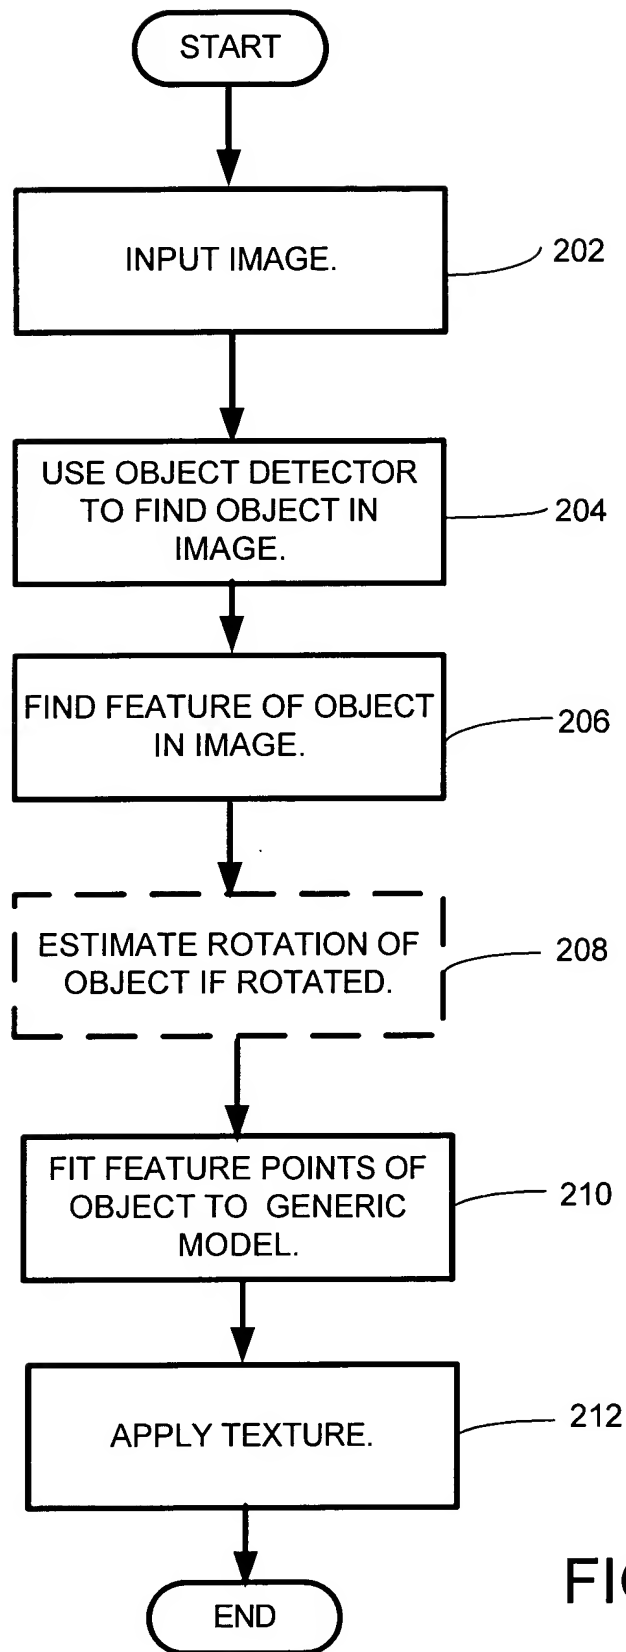 START
INPUT IMAGE.
202
USE OBJECT DETECTOR
TO FIND OBJECT IN
IMAGE.
204
FIND FEATURE OF OBJECT
IN IMAGE.
206
ESTIMATE ROTATION OF
OBJECT IF ROTATED.
208
FIT FEATURE POINTS OF
OBJECT TO GENERIC
MODEL.
210
APPLY TEXTURE.
212
END